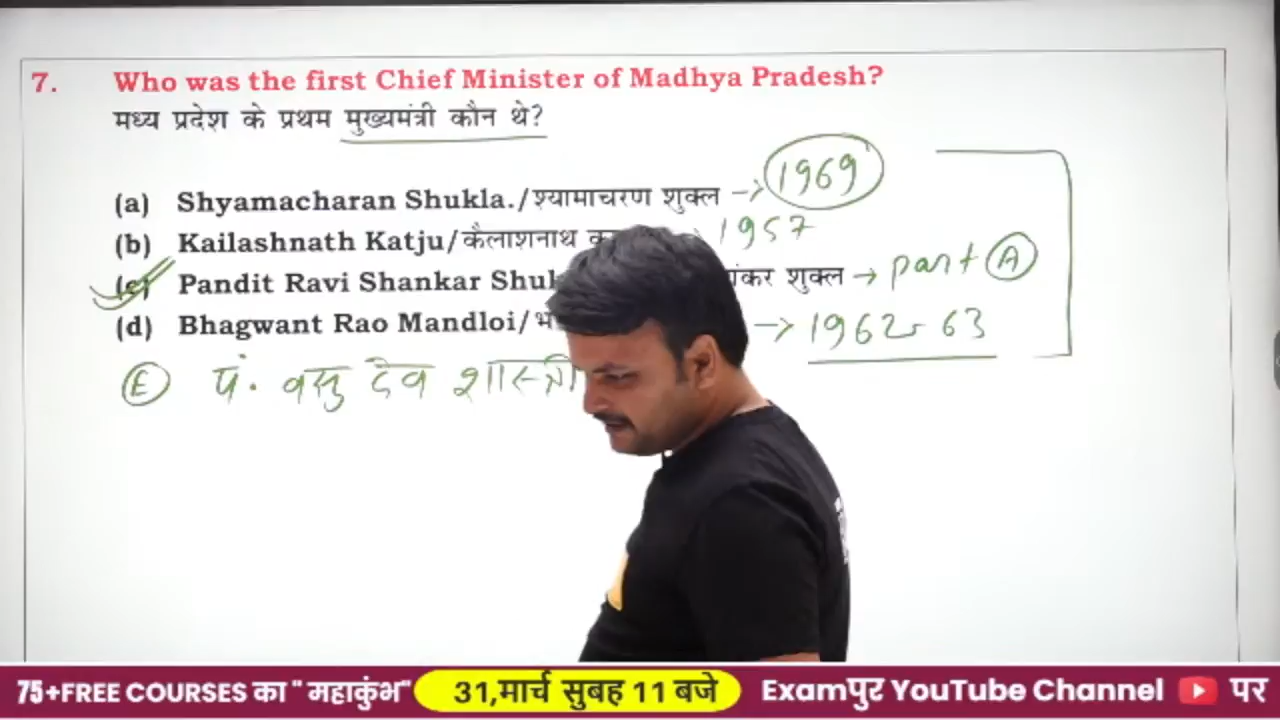 7. Who was the first Chief Minister of Madhya Pradesh?
मध्य प्रदेश के प्रथम मुख्यमंत्री कौन थे?
(a) Shyamacharan Shukla./श्यामाचरण शुक्ल → 1969
(b) Kailashnath Katju/कैलाशनाथ 1957
(c) Pandit Ravi Shankar शुक्ल → part A
(d) Bhagwant Rao Mandloi/ → 1962-63
E पं. वसु देव शास्त्री
75+FREE COURSES का " महाकुंभ" 31,मार्च सुबह 11 बजे Examपुर YouTube Channel पर